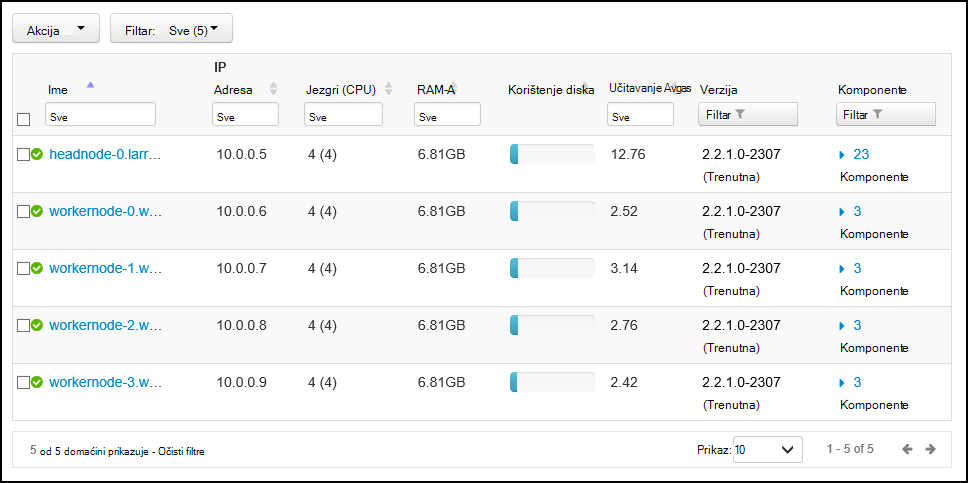 Akcija
Filtar: Sve (5)
Ime
IP Adresa
Jezgri (CPU)
RAM-A
Korištenje diska
Učitavanje Avgas
Verzija
Komponente
Sve
Sve
Sve
Sve
Sve
Filtar
Filtar
headnode-0.larr... 10.0.0.5 4 (4) 6.81GB 12.76 2.2.1.0-2307 23
(Trenutna) Komponente
workernode-0.w... 10.0.0.6 4 (4) 6.81GB 2.52 2.2.1.0-2307 3
(Trenutna) Komponente
workernode-1.w... 10.0.0.7 4 (4) 6.81GB 3.14 2.2.1.0-2307 3
(Trenutna) Komponente
workernode-2.w... 10.0.0.8 4 (4) 6.81GB 2.76 2.2.1.0-2307 3
(Trenutna) Komponente
workernode-3.w... 10.0.0.9 4 (4) 6.81GB 2.42 2.2.1.0-2307 3
(Trenutna) Komponente
5 od 5 domaćini prikazuje - Očisti filtre
Prikaz: 10
1 - 5 of 5